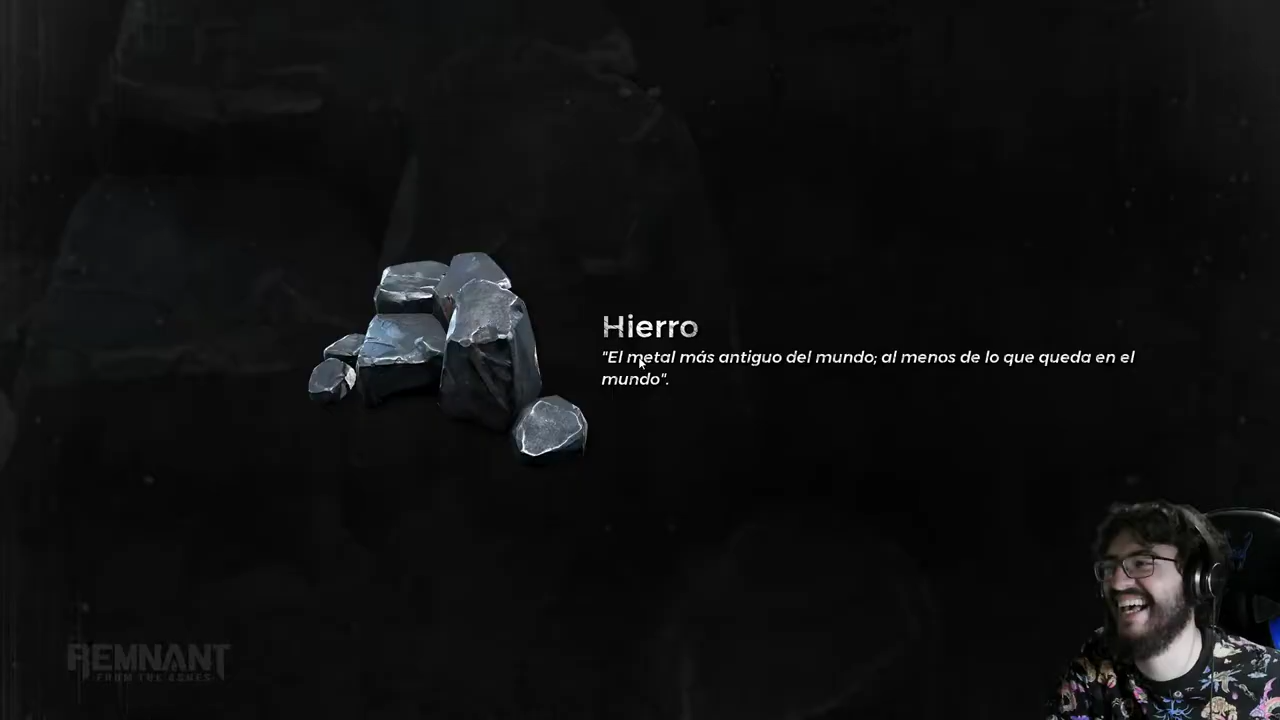 Hierro
"El metal más antiguo del mundo; al menos de lo que queda en el
mundo".
REMNANT
FROM THE ASHES